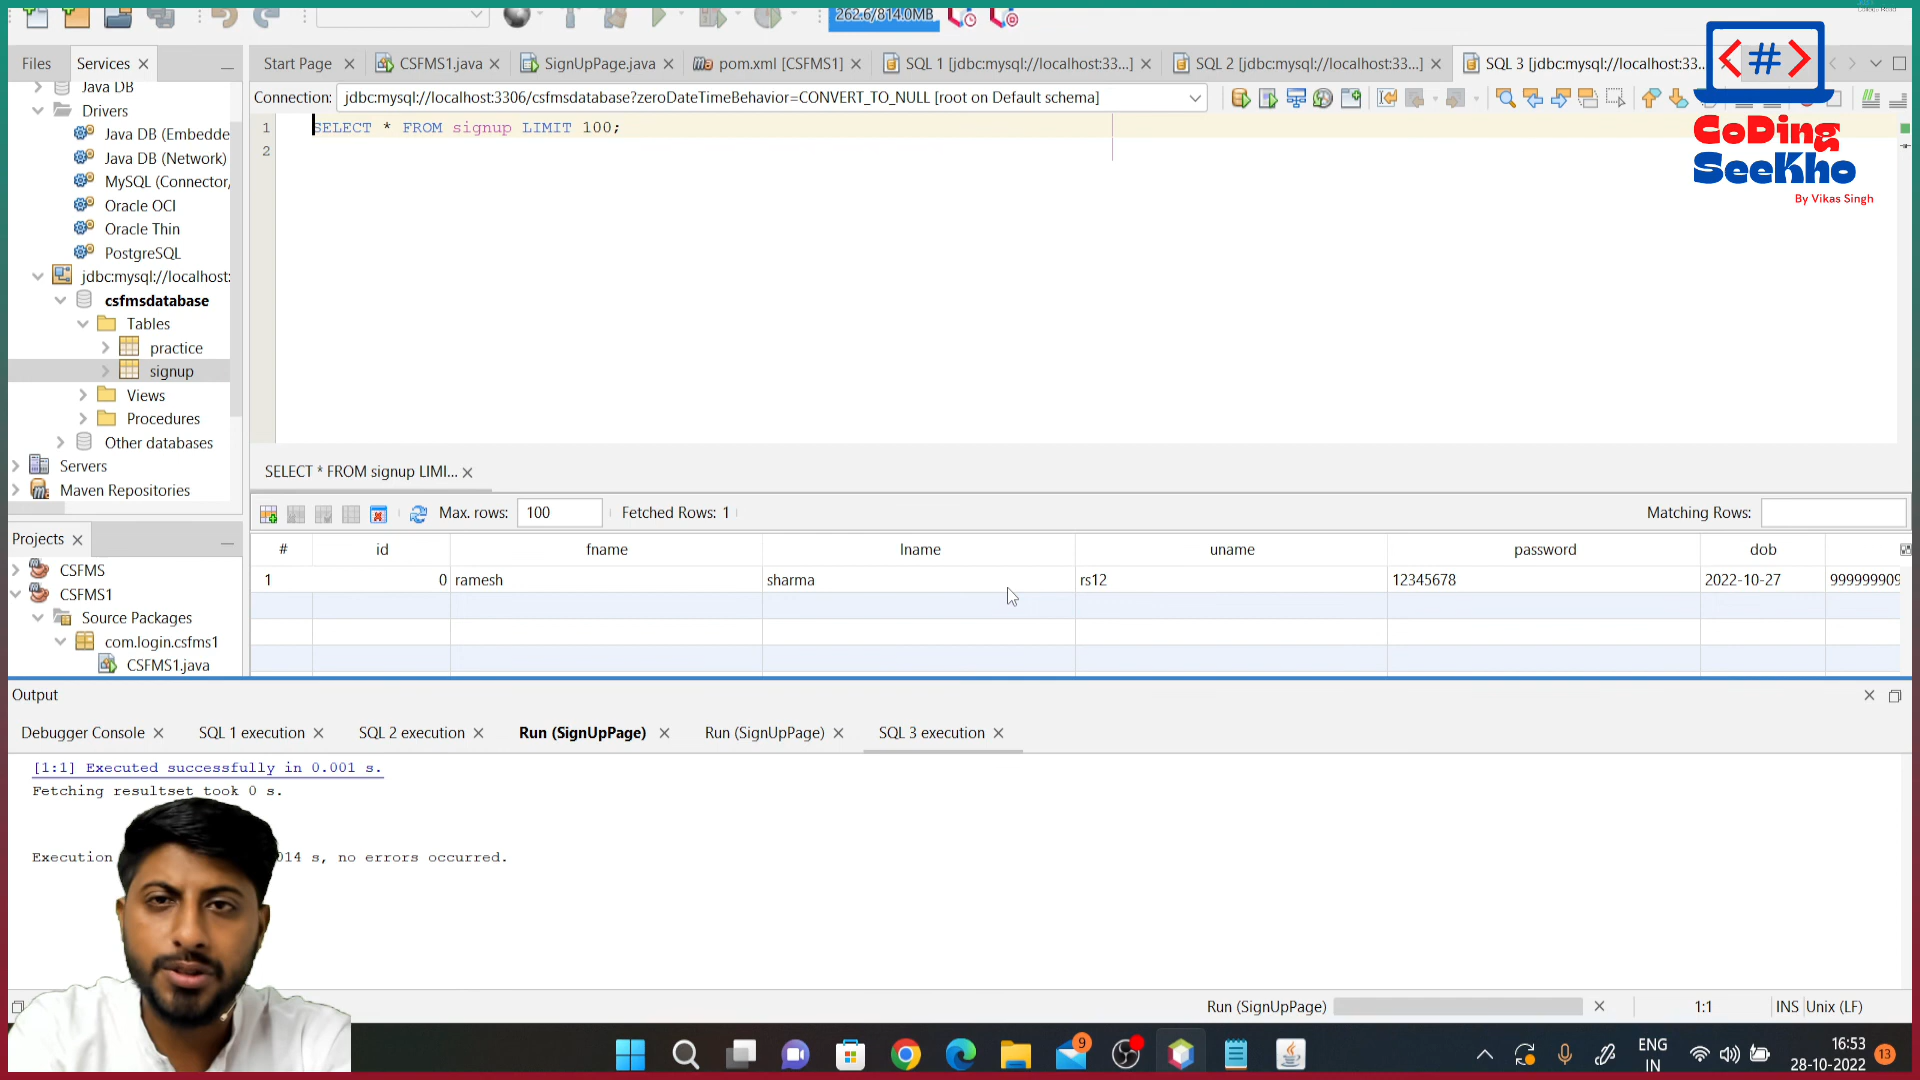 262.6/814.0MB
Files
Services
Start Page
CSFMS1.java
SignUpPage.java
pom.xml [CSFMS1]
SQL 1 [jdbc:mysql://localhost:33...]
SQL 2 [jdbc:mysql://localhost:33...]
SQL 3 [jdbc:mysql://localhost:33...
<#>
CoDing
SeeKho
By Vikas Singh
Connection:
jdbc:mysql://localhost:3306/csfmsdatabase?zeroDateTimeBehavior=CONVERT_TO_NULL [root on Default schema]
1 SELECT * FROM signup LIMIT 100;
2
Java DB
Drivers
Java DB (Embedde
Java DB (Network)
MySQL (Connector/
Oracle OCI
Oracle Thin
PostgreSQL
jdbc:mysql://localhost:
csfmsdatabase
Tables
practice
signup
Views
Procedures
Other databases
Servers
Maven Repositories
Projects
CSFMS
CSFMS1
Source Packages
com.login.csfms1
CSFMS1.java
SELECT * FROM signup LIMI...
Max. rows: 100 Fetched Rows: 1
Matching Rows:
# id fname lname uname password dob
1 0 ramesh sharma rs12 12345678 2022-10-27 999999909
Output
Debugger Console
SQL 1 execution
SQL 2 execution
Run (SignUpPage)
Run (SignUpPage)
SQL 3 execution
[1:1] Executed successfully in 0.001 s.
Fetching resultset took 0 s.
Execution 014 s, no errors occurred.
Run (SignUpPage)
1:1
INS Unix (LF)
9
ENG
IN
16:53
28-10-2022
13